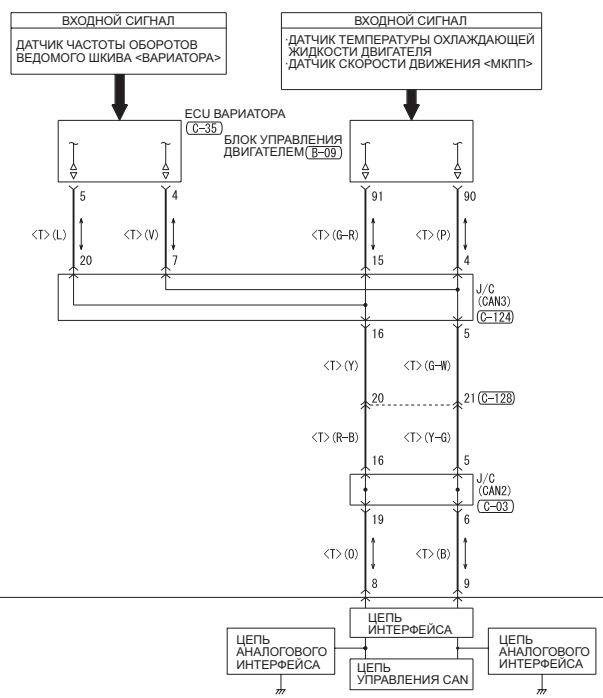 ВХОДНОЙ СИГНАЛ
ДАТЧИК ЧАСТОТЫ ОБОРОТОВ
ВЕДОМОГО ШКИВА <ВАРИАТОРА>
ВХОДНОЙ СИГНАЛ
·ДАТЧИК ТЕМПЕРАТУРЫ ОХЛАЖДАЮЩЕЙ
ЖИДКОСТИ ДВИГАТЕЛЯ
·ДАТЧИК СКОРОСТИ ДВИЖЕНИЯ <МКПП>
ECU ВАРИАТОРА
C-35
БЛОК УПРАВЛЕНИЯ
ДВИГАТЕЛЕМ B-09
5 4 91 90
<T>(L) <T>(V) <T>(G-R) <T>(P)
20 7 15 4
J/C
(CAN3)
C-124
16 5
<T>(Y) <T>(G-W)
20 21 C-128
<T>(R-B) <T>(Y-G)
16 5
J/C
(CAN2)
C-03
19 6
<T>(O) <T>(B)
8 9
ЦЕПЬ
ИНТЕРФЕЙСА
ЦЕПЬ
АНАЛОГОВОГО
ИНТЕРФЕЙСА
ЦЕПЬ
УПРАВЛЕНИЯ CAN
ЦЕПЬ
АНАЛОГОВОГО
ИНТЕРФЕЙСА